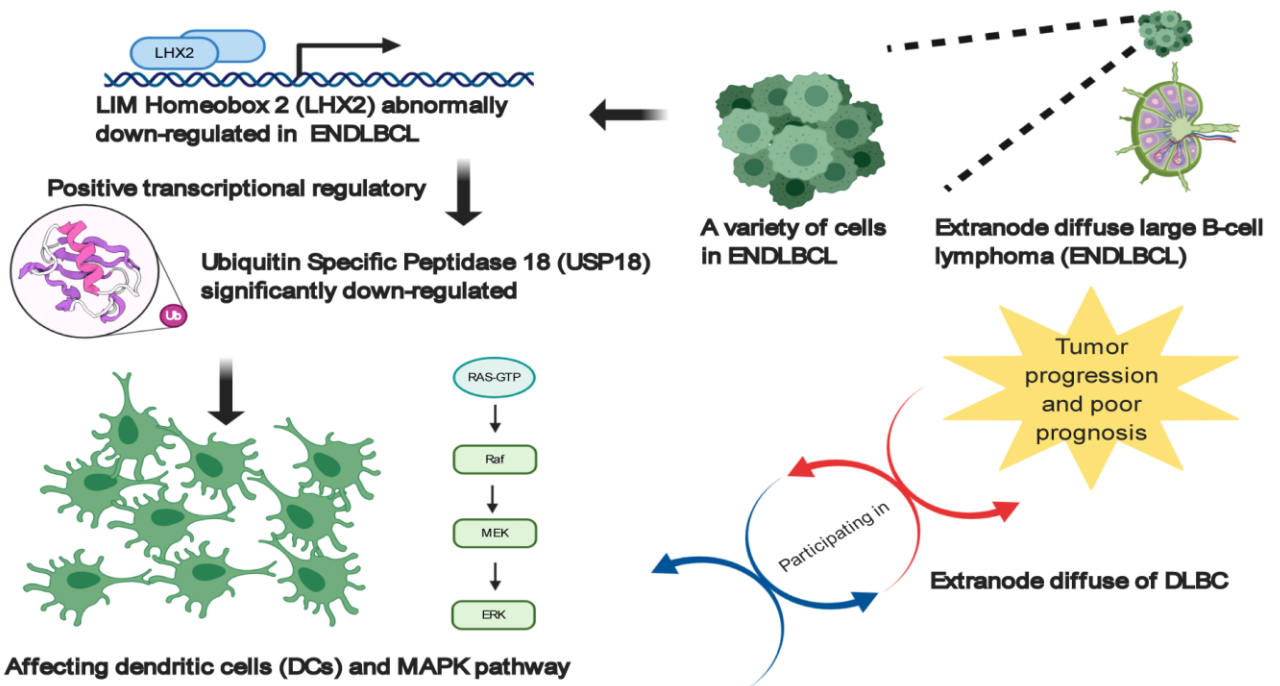 LHX2
LIM Homeobox 2 (LHX2) abnormally
down-regulated in ENDLBCL
Positive transcriptional regulatory
Ubiquitin Specific Peptidase 18 (USP18)
significantly down-regulated
Ub
A variety of cells
in ENDLBCL
Extranode diffuse large B-cell
lymphoma (ENDLBCL)
Tumor
progression
and poor
prognosis
RAS-GTP
Raf
MEK
ERK
Participating in
Extranode diffuse of DLBC
Affecting dendritic cells (DCs) and MAPK pathway